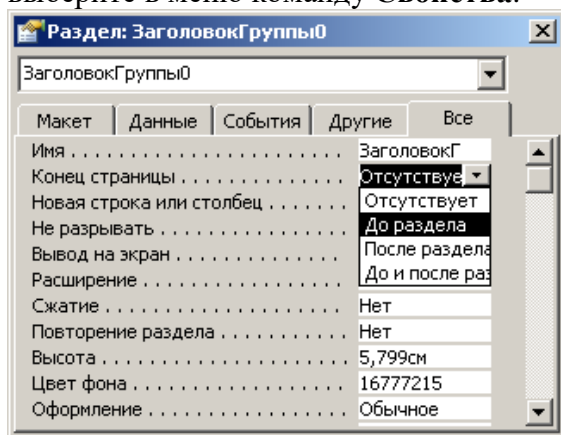 выберите в меню команду Свойства.
Раздел: ЗаголовокГруппы0
ЗаголовокГруппы0
Макет Данные События Другие Все
Имя ЗаголовокГ
Конец страницы Отсутствуе
Новая строка или столбец Отсутствует
Не разрывать До раздела
Вывод на экран После раздела
Расширение До и после раз
Сжатие Нет
Повторение раздела Нет
Высота 5,799см
Цвет фона 16777215
Оформление Обычное